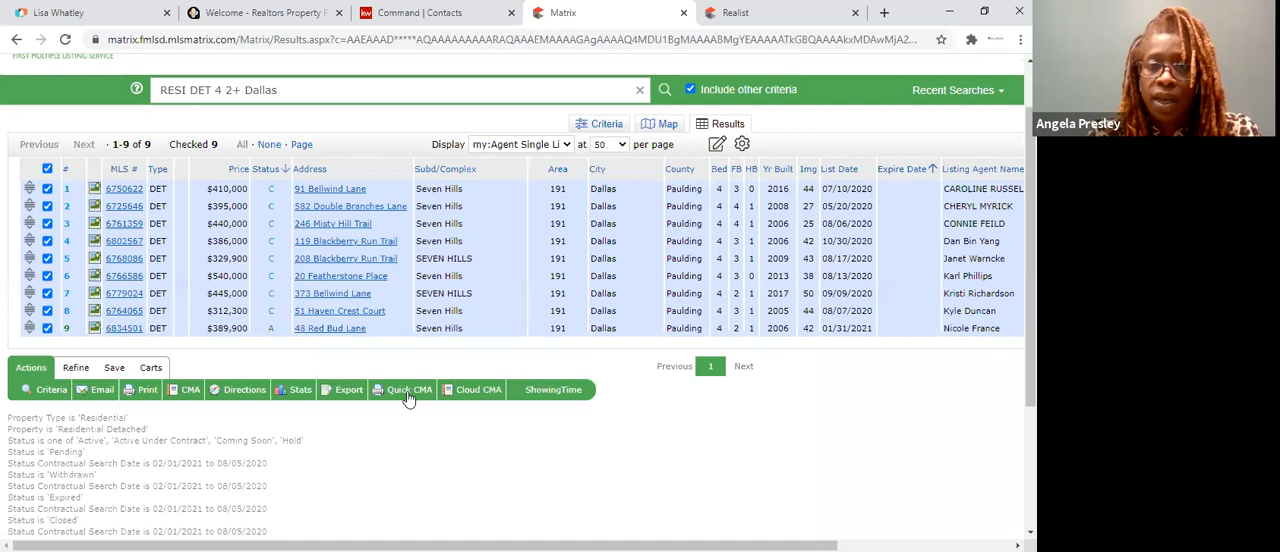 Lisa Whatley
Welcome - Realtors Property F
Command | Contacts
Matrix
Realist
matrix.fmlsd.mlsmatrix.com/Matrix/Results.aspx?c=AAEAAAD*****AQAAAAAAAAARAQAAAEMAAAAGAgAAAAQ4MDU1BgMAAAABMgYEAAAATkGBQAAAAkxMDAwMjA2...
FIRST MULTIPLE LISTING SERVICE
RESI DET 4 2+ Dallas
Include other criteria
Recent Searches
Criteria Map Results
Previous Next · 1-9 of 9 Checked 9 All · None · Page Display my:Agent Single Li at 50 per page
# MLS # Type Price Status Address Subd/Complex Area City County Bed FB HB Yr Built Img List Date Expire Date Listing Agent Name
1 6750622 DET $410,000 C 91 Bellwind Lane Seven Hills 191 Dallas Paulding 4 3 0 2016 44 07/10/2020 CAROLINE RUSSEL
2 6725646 DET $395,000 C 582 Double Branches Lane Seven Hills 191 Dallas Paulding 4 4 1 2008 27 05/20/2020 CHERYL MYRICK
3 6761359 DET $440,000 C 246 Misty Hill Trail Seven Hills 191 Dallas Paulding 4 4 1 2006 25 08/06/2020 CONNIE FEILD
4 6802567 DET $386,000 C 119 Blackberry Run Trail Seven Hills 191 Dallas Paulding 4 3 1 2006 42 10/30/2020 Dan Bin Yang
5 6768086 DET $329,900 C 208 Blackberry Run Trail SEVEN HILLS 191 Dallas Paulding 4 3 1 2009 43 08/17/2020 Janet Warncke
6 6766586 DET $540,000 C 20 Featherstone Place Seven Hills 191 Dallas Paulding 4 3 0 2013 38 08/13/2020 Karl Phillips
7 6779024 DET $445,000 C 373 Bellwind Lane SEVEN HILLS 191 Dallas Paulding 4 2 1 2017 50 09/09/2020 Kristi Richardson
8 6764065 DET $312,300 C 51 Haven Crest Court Seven Hills 191 Dallas Paulding 4 3 1 2005 44 08/07/2020 Kyle Duncan
9 6834501 DET $389,900 A 48 Red Bud Lane Seven Hills 191 Dallas Paulding 4 2 1 2006 42 01/31/2021 Nicole France
Actions Refine Save Carts Previous 1 Next
Criteria Email Print CMA Directions Stats Export Quick CMA Cloud CMA ShowingTime
Property Type is 'Residential'
Property is 'Residential Detached'
Status is one of 'Active', 'Active Under Contract', 'Coming Soon', 'Hold'
Status is 'Pending'
Status Contractual Search Date is 02/01/2021 to 08/05/2020
Status is 'Withdrawn'
Status Contractual Search Date is 02/01/2021 to 08/05/2020
Status is 'Expired'
Status Contractual Search Date is 02/01/2021 to 08/05/2020
Status is 'Closed'
Status Contractual Search Date is 02/01/2021 to 08/05/2020
Angela Presley